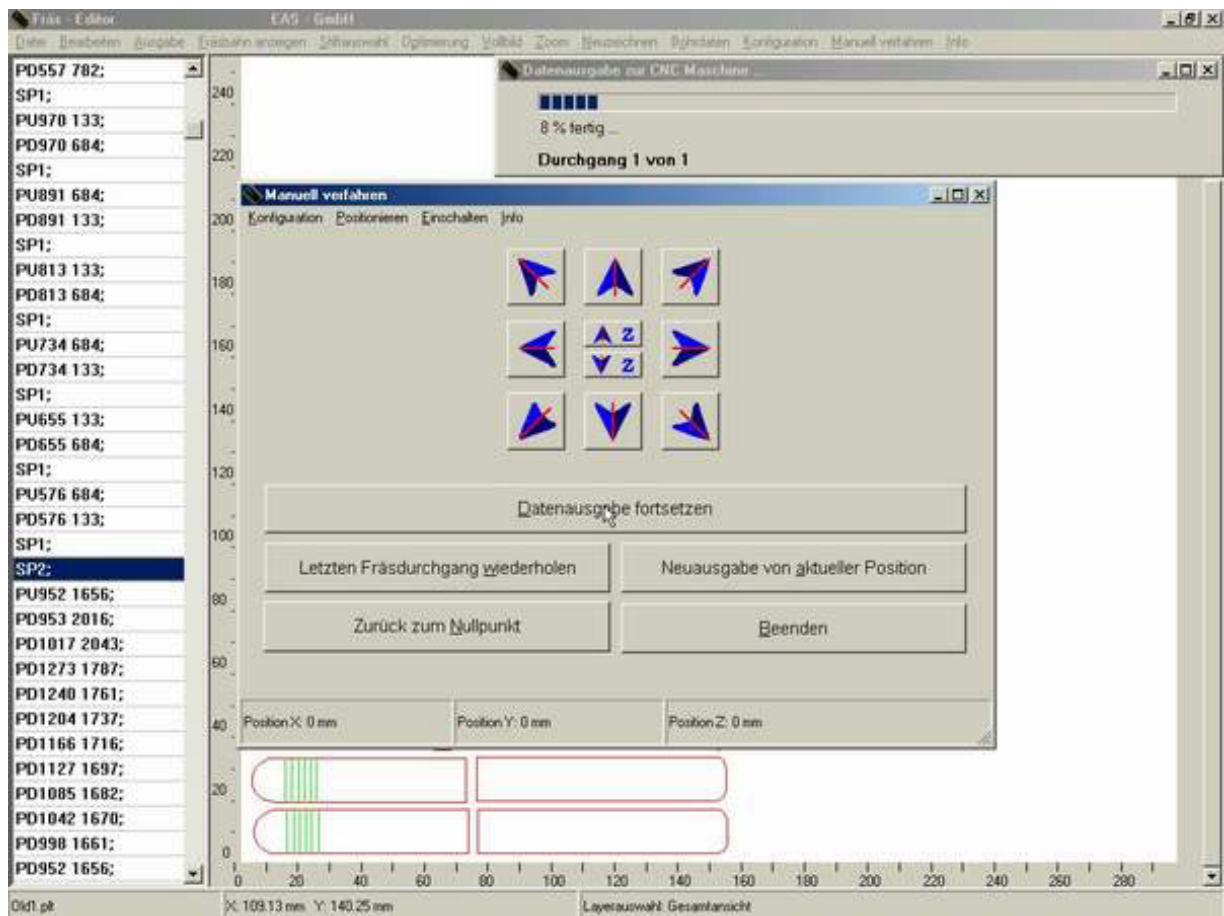 Fräs - Editor EAS - GmbH
Datei Bearbeiten Ausgabe Fräsbahn anzeigen Stiftauswahl Optimierung Vollbild Zoom Neuzeichnen Bohrdaten Konfiguration Manuell verfahren Info
PD557 782;
SP1;
PU970 133;
PD970 684;
SP1;
PU891 684;
PD891 133;
SP1;
PU813 133;
PD813 684;
SP1;
PU734 684;
PD734 133;
SP1;
PU655 133;
PD655 684;
SP1;
PU576 684;
PD576 133;
SP1;
SP2;
PU952 1656;
PD953 2016;
PD1017 2043;
PD1273 1787;
PD1240 1761;
PD1204 1737;
PD1166 1716;
PD1127 1697;
PD1085 1682;
PD1042 1670;
PD998 1661;
PD952 1656;
240
220
200
180
160
140
120
100
80
60
40
20
0
Datenausgabe zur CNC Maschine ...
8 % fertig ...
Durchgang 1 von 1
Manuell verfahren
Konfiguration Positionieren Einschalten Info
Z
Z
Datenausgabe fortsetzen
Letzten Fräsdurchgang wiederholen Neuausgabe von aktueller Position
Zurück zum Nullpunkt Beenden
Position X: 0 mm Position Y: 0 mm Position Z: 0 mm
0 20 40 60 80 100 120 140 160 180 200 220 240 260 280
Old1.plt X: 109.13 mm Y: 140.25 mm Layerauswahl: Gesamtansicht